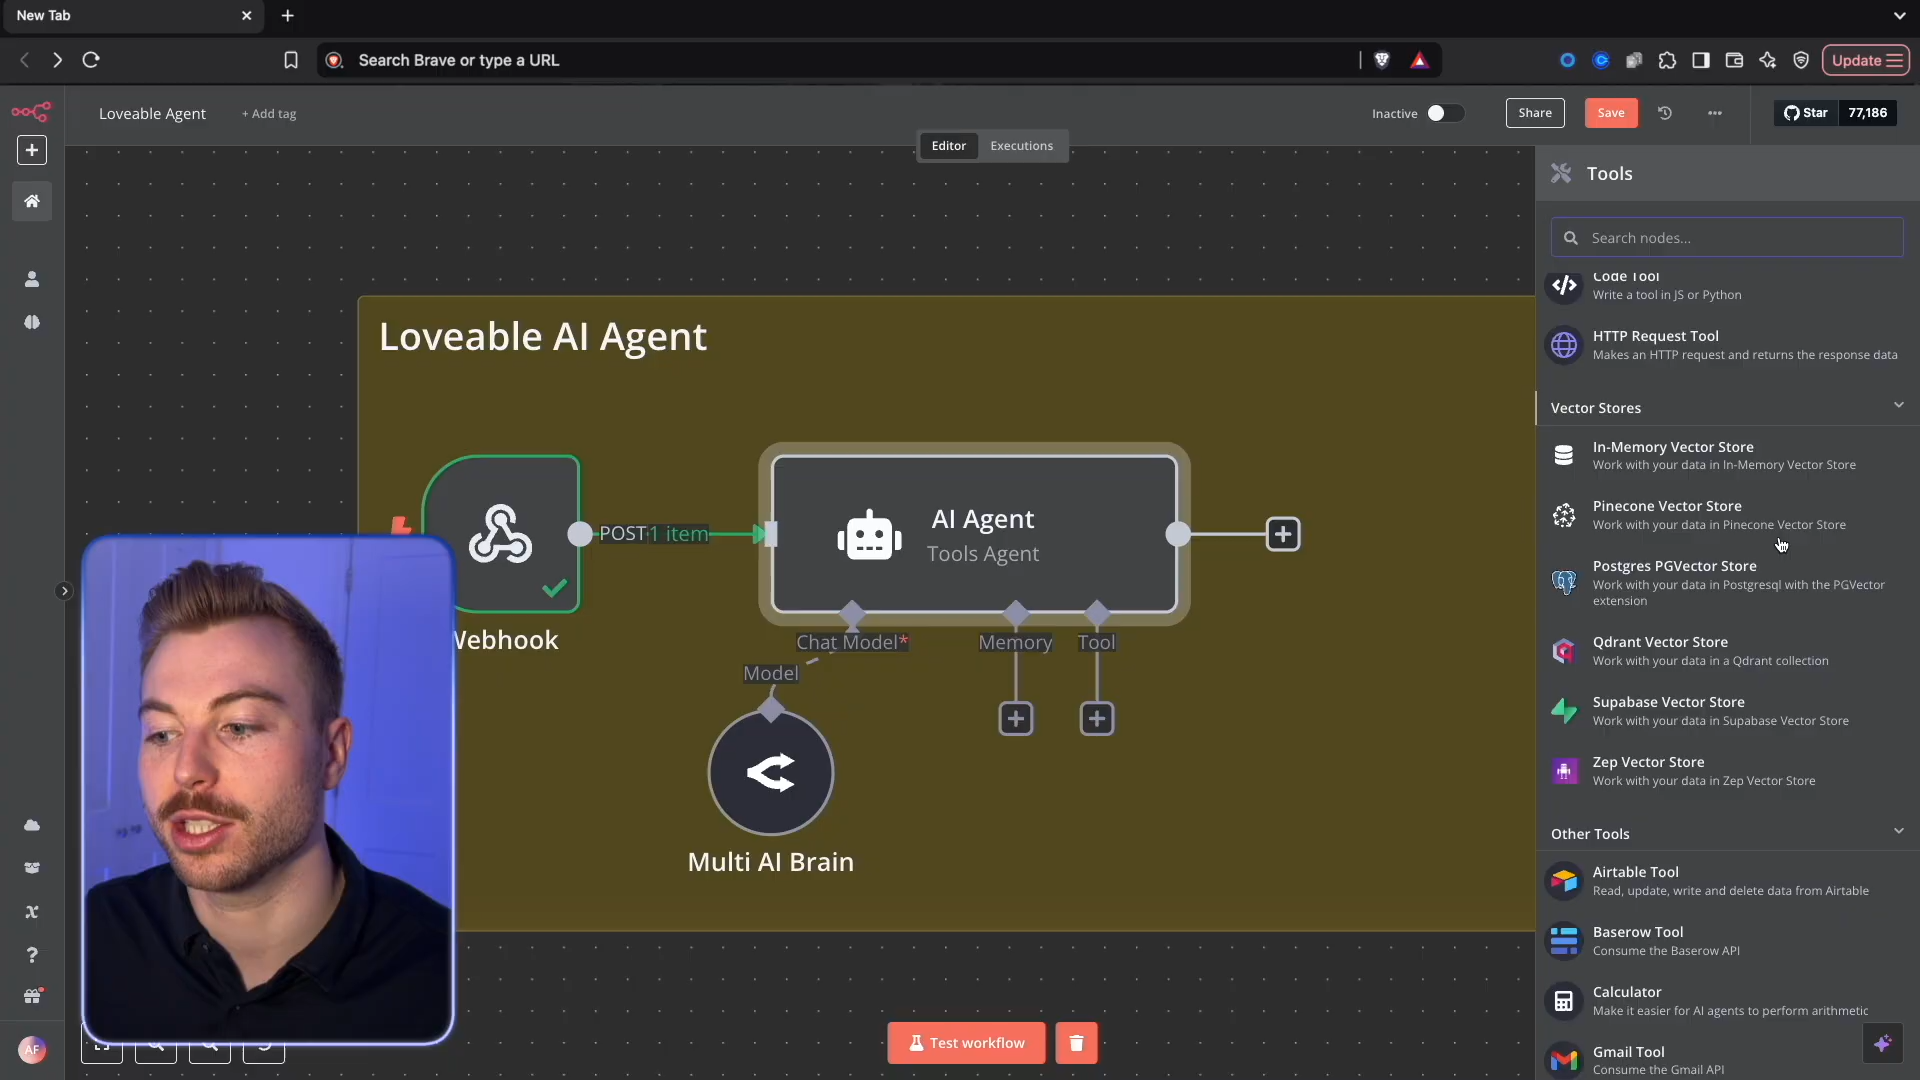 New Tab
Search Brave or type a URL
Update
Loveable Agent
+ Add tag
Inactive
Share
Save
Star
77,186
Editor
Executions
Tools
Search nodes...
Code Tool
Write a tool in JS or Python
HTTP Request Tool
Makes an HTTP request and returns the response data
Vector Stores
In-Memory Vector Store
Work with your data in In-Memory Vector Store
Pinecone Vector Store
Work with your data in Pinecone Vector Store
Postgres PGVector Store
Work with your data in Postgresql with the PGVector
extension
Qdrant Vector Store
Work with your data in a Qdrant collection
Supabase Vector Store
Work with your data in Supabase Vector Store
Zep Vector Store
Work with your data in Zep Vector Store
Other Tools
Airtable Tool
Read, update, write and delete data from Airtable
Baserow Tool
Consume the Baserow API
Calculator
Make it easier for AI agents to perform arithmetic
Gmail Tool
Consume the Gmail API
Loveable AI Agent
POST 1 item
AI Agent
Tools Agent
Webhook
Chat Model*
Memory
Tool
Model
Multi AI Brain
Test workflow
AF